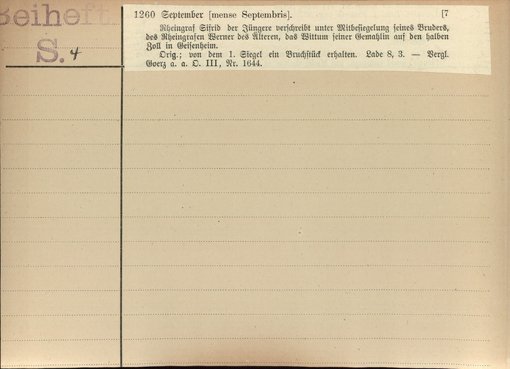 Beiheft
S. 4
1260 September [mense Septembris]. [7
Rheingraf Sifrid der Jüngere verschreibt unter Mitbesiegelung seines Bruders,
des Rheingrafen Werner des Älteren, das Wittum seiner Gemahlin auf den halben
Zoll in Geisenheim.
Orig.; von dem 1. Siegel ein Bruchstück erhalten. Lade 8, 3. — Vergl.
Goerz a. a. O. III, Nr. 1644.